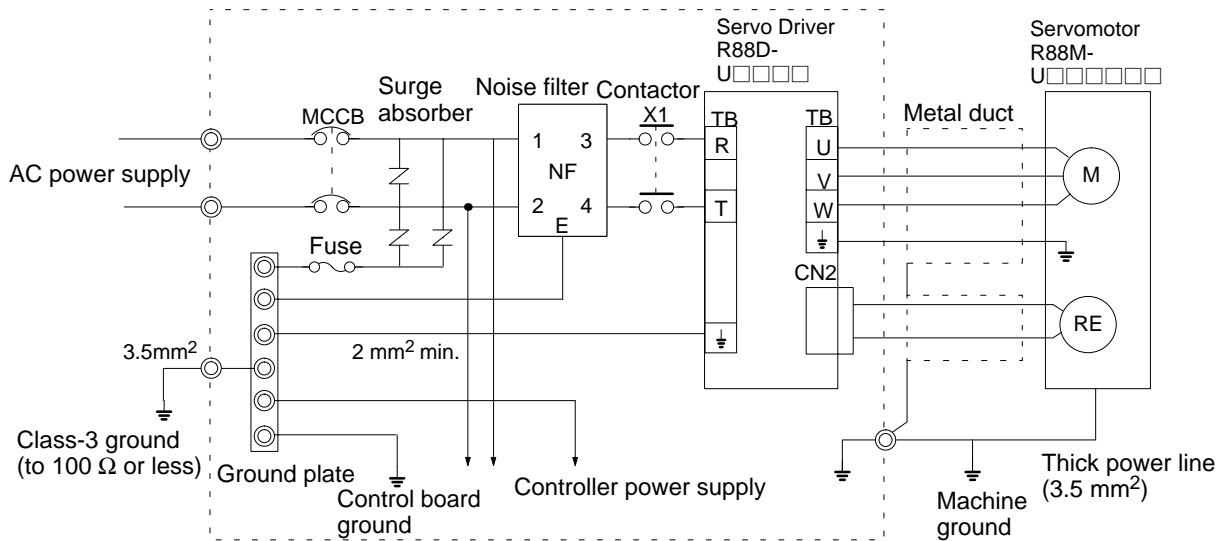 Servo Driver
R88D-
U□□□□
Servomotor
R88M-
U□□□□□□
Surge
absorber
Noise filter
Contactor
MCCB
X1
TB
TB
Metal duct
1
3
R
U
AC power supply
NF
V
M
2
4
T
W
E
Fuse
CN2
RE
3.5mm²
2 mm² min.
Class-3 ground
(to 100 Ω or less)
Ground plate
Control board
ground
Controller power supply
Machine
ground
Thick power line
(3.5 mm²)